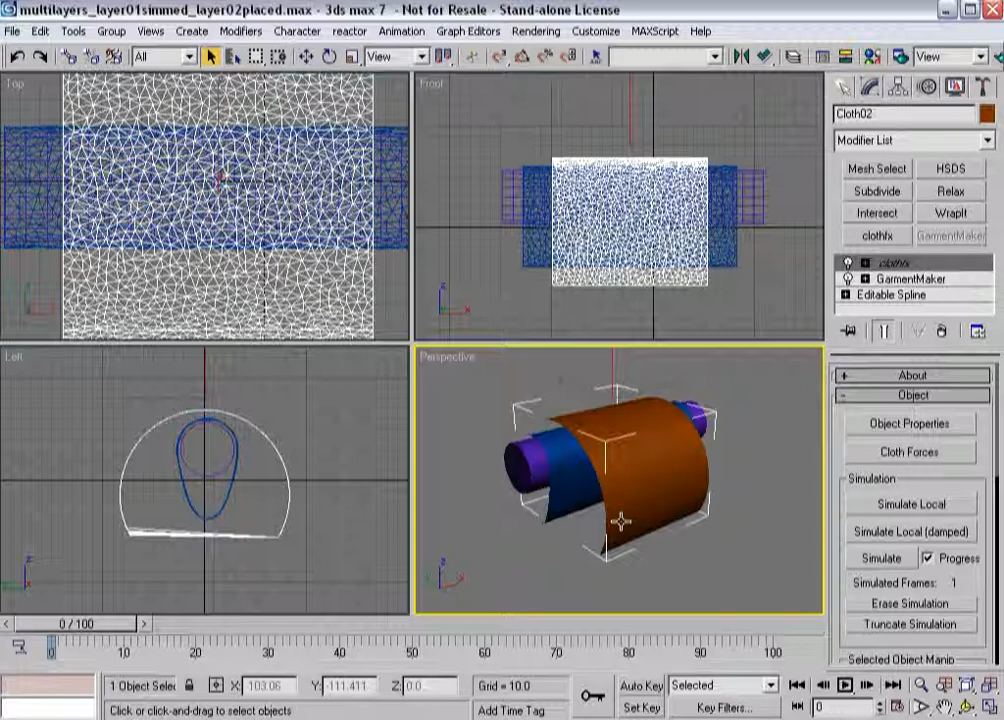 multilayers_layer01simmed_layer02placed.max - 3ds max 7 - Not for Resale - Stand-alone License
File Edit Tools Group Views Create Modifiers Character reactor Animation Graph Editors Rendering Customize MAXScript Help
All View View
Top
Front
Left
Perspective
Cloth02
Modifier List
Mesh Select HSDS
Subdivide Relax
Intersect WrapIt
clothfx GarmentMaker
GarmentMaker
Editable Spline
+ About
- Object
Object Properties
Cloth Forces
Simulation
Simulate Local
Simulate Local (damped)
Simulate Progress
Simulated Frames: 1
Erase Simulation
Truncate Simulation
Selected Object Manip
< 0 / 100 >
0 10 20 30 40 50 60 70 80 90 100
1 Object Selec X: 103.06 Y: -111.411 Z: 0.0 Grid = 10.0 Auto Key Selected
Click or click-and-drag to select objects Add Time Tag Set Key Key Filters... 0